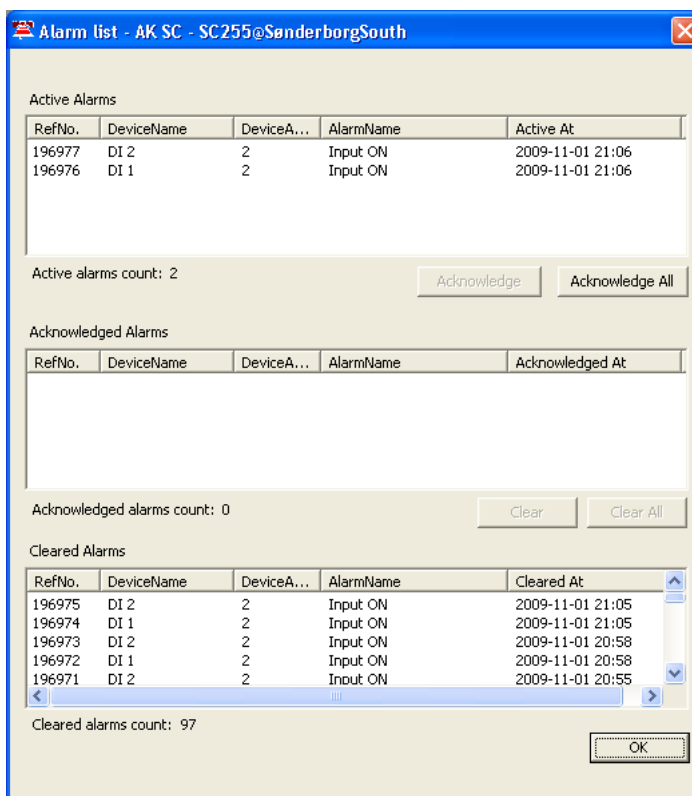 Alarm list - AK SC - SC255@SønderborgSouth
Active Alarms
RefNo. DeviceName DeviceA... AlarmName Active At
196977 DI 2 2 Input ON 2009-11-01 21:06
196976 DI 1 2 Input ON 2009-11-01 21:06
Active alarms count: 2
Acknowledge Acknowledge All
Acknowledged Alarms
RefNo. DeviceName DeviceA... AlarmName Acknowledged At
Acknowledged alarms count: 0
Clear Clear All
Cleared Alarms
RefNo. DeviceName DeviceA... AlarmName Cleared At
196975 DI 2 2 Input ON 2009-11-01 21:05
196974 DI 1 2 Input ON 2009-11-01 21:05
196973 DI 2 2 Input ON 2009-11-01 20:58
196972 DI 1 2 Input ON 2009-11-01 20:58
196971 DI 2 2 Input ON 2009-11-01 20:55
Cleared alarms count: 97
OK